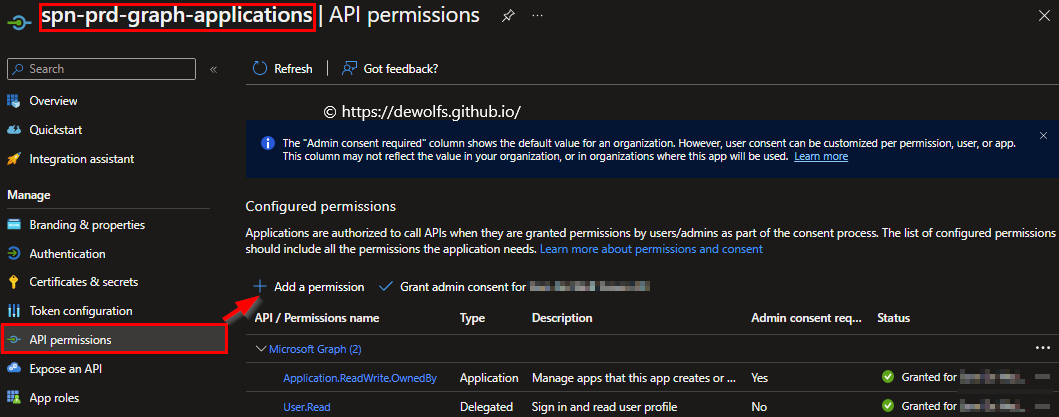 spn-prd-graph-applications | API permissions
Search
Refresh
Got feedback?
Overview
© https://dewolfs.github.io/
Quickstart
The "Admin consent required" column shows the default value for an organization. However, user consent can be customized per permission, user, or app.
This column may not reflect the value in your organization, or in organizations where this app will be used. Learn more
Integration assistant
Manage
Configured permissions
Branding & properties
Applications are authorized to call APIs when they are granted permissions by users/admins as part of the consent process. The list of configured permissions
should include all the permissions the application needs. Learn more about permissions and consent
Authentication
Certificates & secrets
Add a permission
Grant admin consent for
Token configuration
API / Permissions name Type Description Admin consent req... Status
API permissions
Microsoft Graph (2)
Expose an API
Application.ReadWrite.OwnedBy Application Manage apps that this app creates or ... Yes Granted for
App roles
User.Read Delegated Sign in and read user profile No Granted for